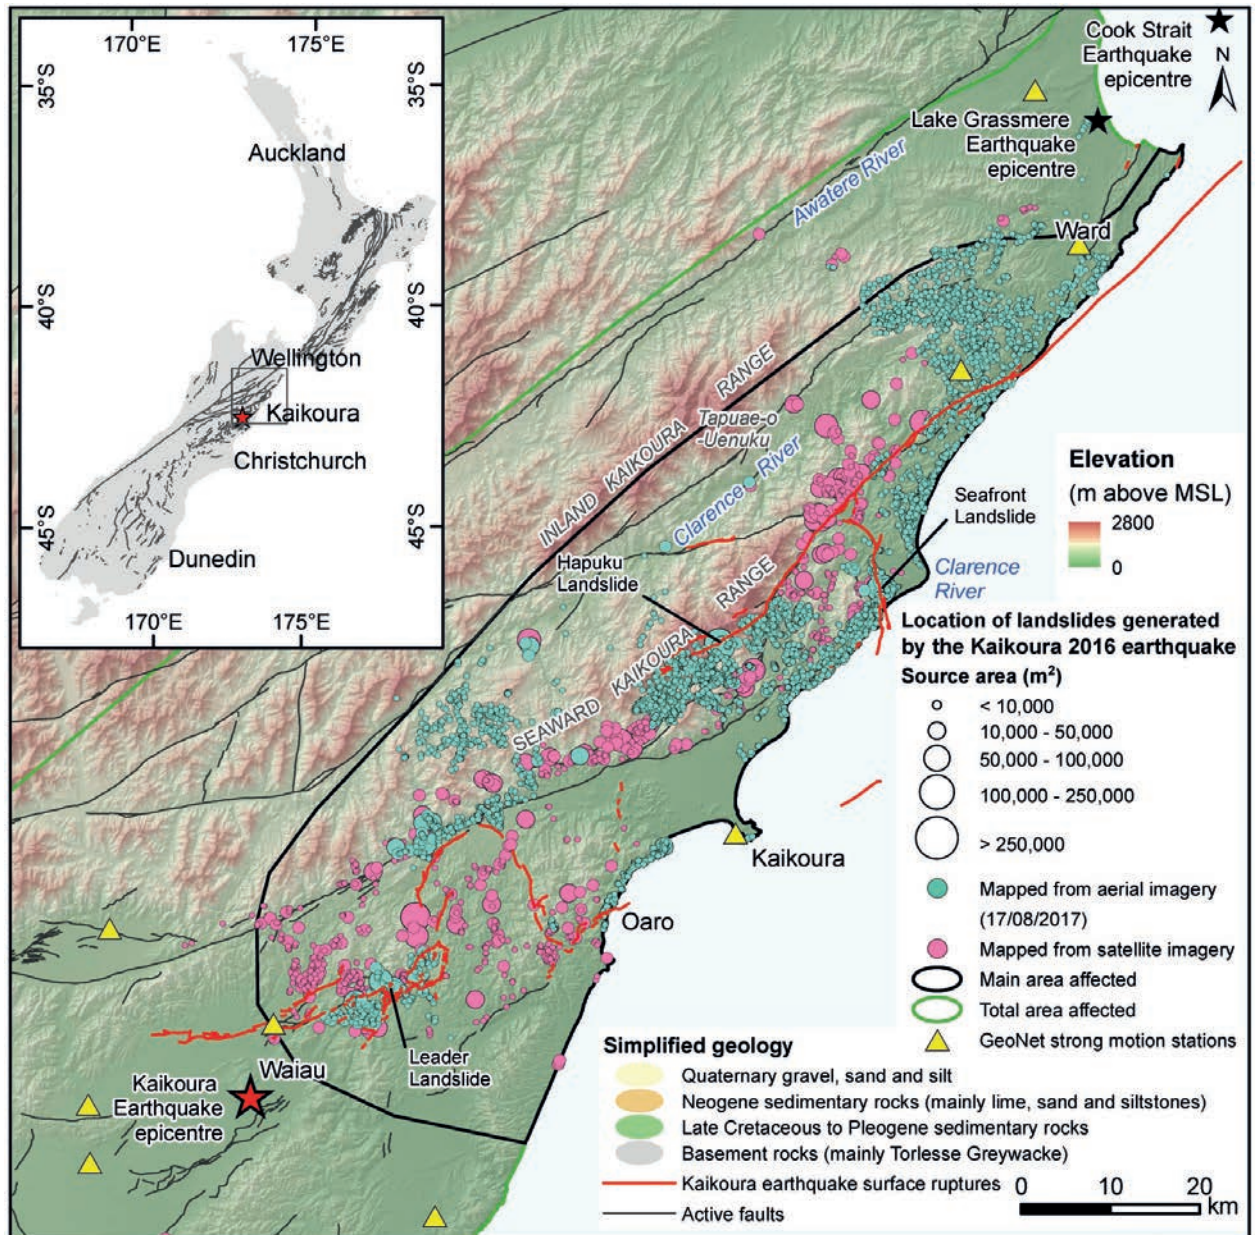 170°E
175°E
35°S
35°S
Auckland
40°S
40°S
Wellington
Kaikoura
Christchurch
45°S
45°S
Dunedin
170°E
175°E
Cook Strait
Earthquake
epicentre
N
Lake Grassmere
Earthquake
epicentre
Awatere River
Ward
INLAND KAIKOURA RANGE
Tapuae-o
-Uenuku
Clarence River
Seafront
Landslide
Hapuku
Landslide
Clarence
River
SEAWARD KAIKOURA RANGE
Kaikoura
Oaro
Leader
Landslide
Waiau
Kaikoura
Earthquake
epicentre
Elevation
(m above MSL)
2800
0
Location of landslides generated
by the Kaikoura 2016 earthquake
Source area (m²)
< 10,000
10,000 - 50,000
50,000 - 100,000
100,000 - 250,000
> 250,000
Mapped from aerial imagery
(17/08/2017)
Mapped from satellite imagery
Main area affected
Total area affected
GeoNet strong motion stations
Simplified geology
Quaternary gravel, sand and silt
Neogene sedimentary rocks (mainly lime, sand and siltstones)
Late Cretaceous to Pleogene sedimentary rocks
Basement rocks (mainly Torlesse Greywacke)
Kaikoura earthquake surface ruptures
Active faults
0 10 20
km